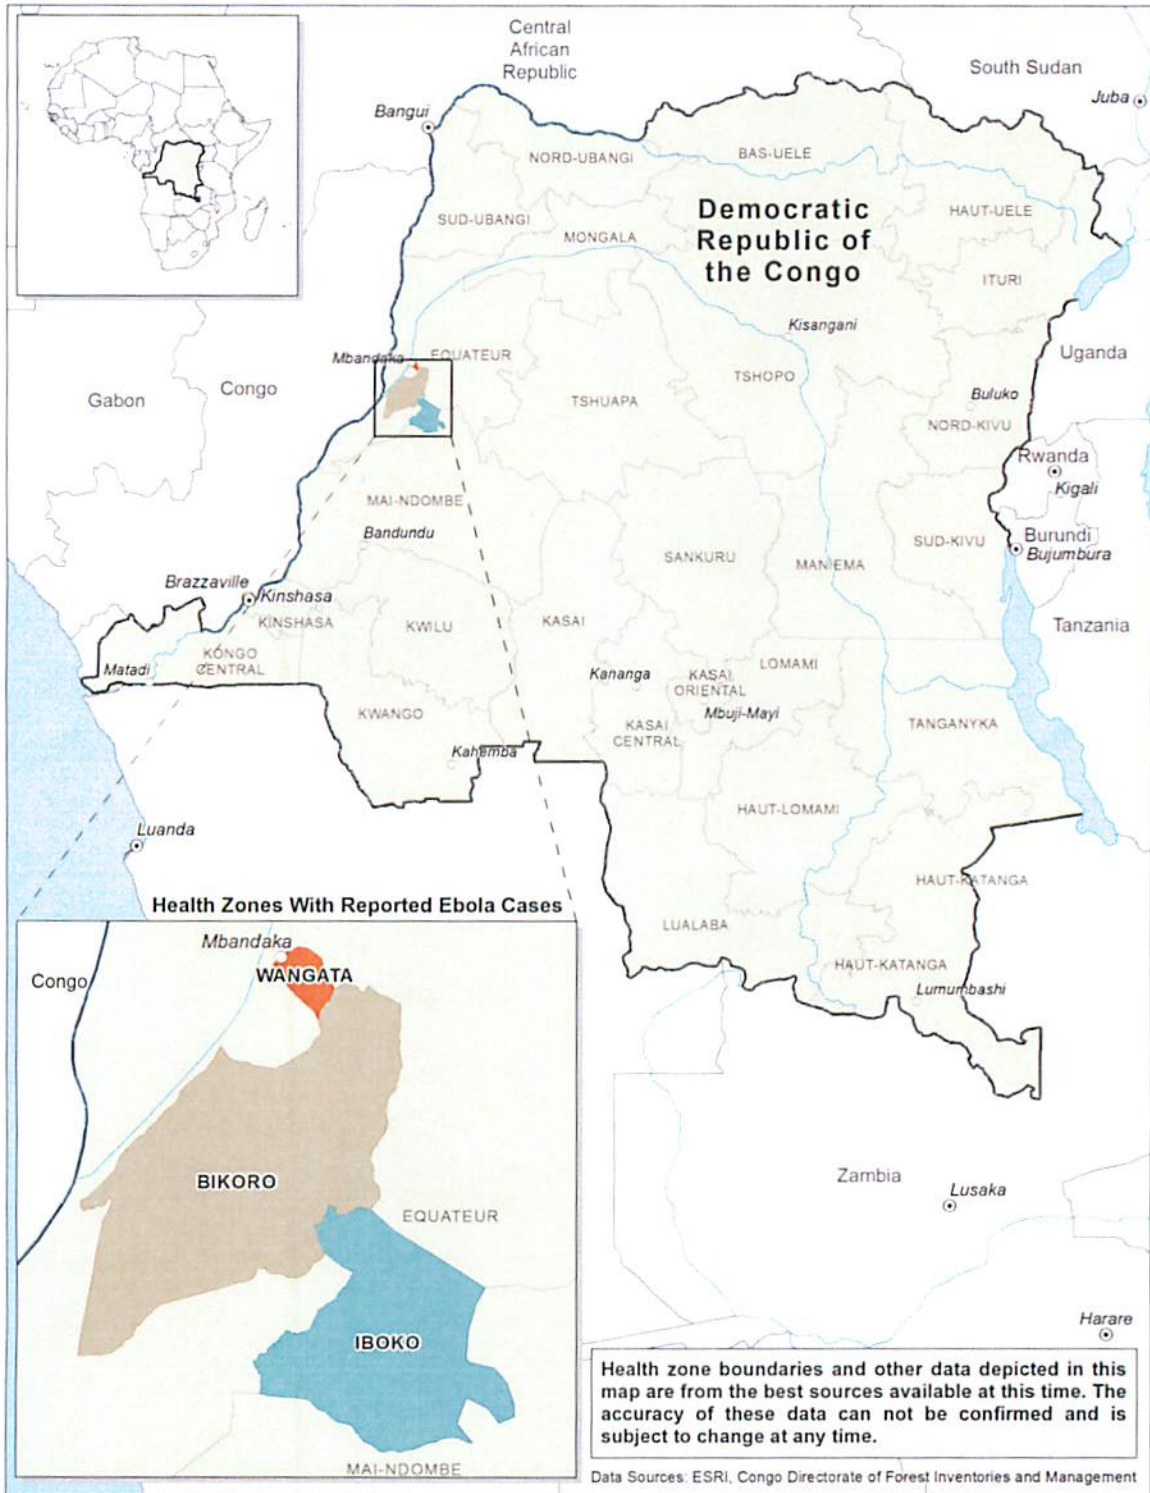 Central
African
Republic
South Sudan
Juba
Bangui
NORD-UBANGI
BAS-UELE
Democratic
Republic of
the Congo
HAUT-UELE
SUD-UBANGI
MONGALA
ITURI
Kisangani
Mbandaka
EQUATEUR
Uganda
Gabon
Congo
TSHOPO
TSHUAPA
Buluko
NORD-KIVU
Rwanda
Kigali
MAI-NDOMBE
Bandundu
SANKURU
MANIEMA
SUD-KIVU
Burundi
Bujumbura
Brazzaville
Kinshasa
KINSHASA
KWILU
KASAI
Tanzania
KONGO
CENTRAL
Matadi
Kananga
KASAI
ORIENTAL
LOMAMI
Mbuji-Mayi
KWANGO
KASAI
CENTRAL
TANGANYKA
Kahemba
HAUT-LOMAMI
Luanda
HAUT-KATANGA
LUALABA
HAUT-KATANGA
Lumumbashi
Health Zones With Reported Ebola Cases
Mbandaka
WANGATA
Congo
BIKORO
EQUATEUR
IBOKO
MAI-NDOMBE
Zambia
Lusaka
Harare
Health zone boundaries and other data depicted in this
map are from the best sources available at this time. The
accuracy of these data can not be confirmed and is
subject to change at any time.
Data Sources: ESRI, Congo Directorate of Forest Inventories and Management